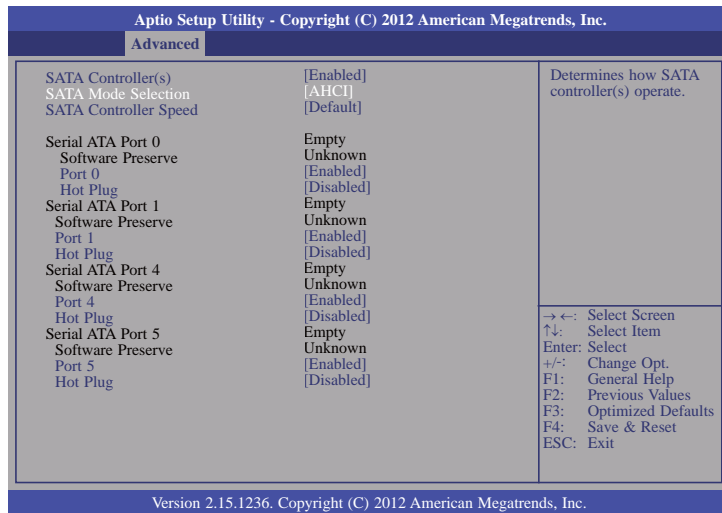 Aptio Setup Utility - Copyright (C) 2012 American Megatrends, Inc.
Advanced
SATA Controller(s) [Enabled]
SATA Mode Selection [AHCI]
SATA Controller Speed [Default]
Serial ATA Port 0 Empty
Software Preserve Unknown
Port 0 [Enabled]
Hot Plug [Disabled]
Serial ATA Port 1 Empty
Software Preserve Unknown
Port 1 [Enabled]
Hot Plug [Disabled]
Serial ATA Port 4 Empty
Software Preserve Unknown
Port 4 [Enabled]
Hot Plug [Disabled]
Serial ATA Port 5 Empty
Software Preserve Unknown
Port 5 [Enabled]
Hot Plug [Disabled]
Determines how SATA
controller(s) operate.
→←: Select Screen
↑↓: Select Item
Enter: Select
+/-: Change Opt.
F1: General Help
F2: Previous Values
F3: Optimized Defaults
F4: Save & Reset
ESC: Exit
Version 2.15.1236. Copyright (C) 2012 American Megatrends, Inc.